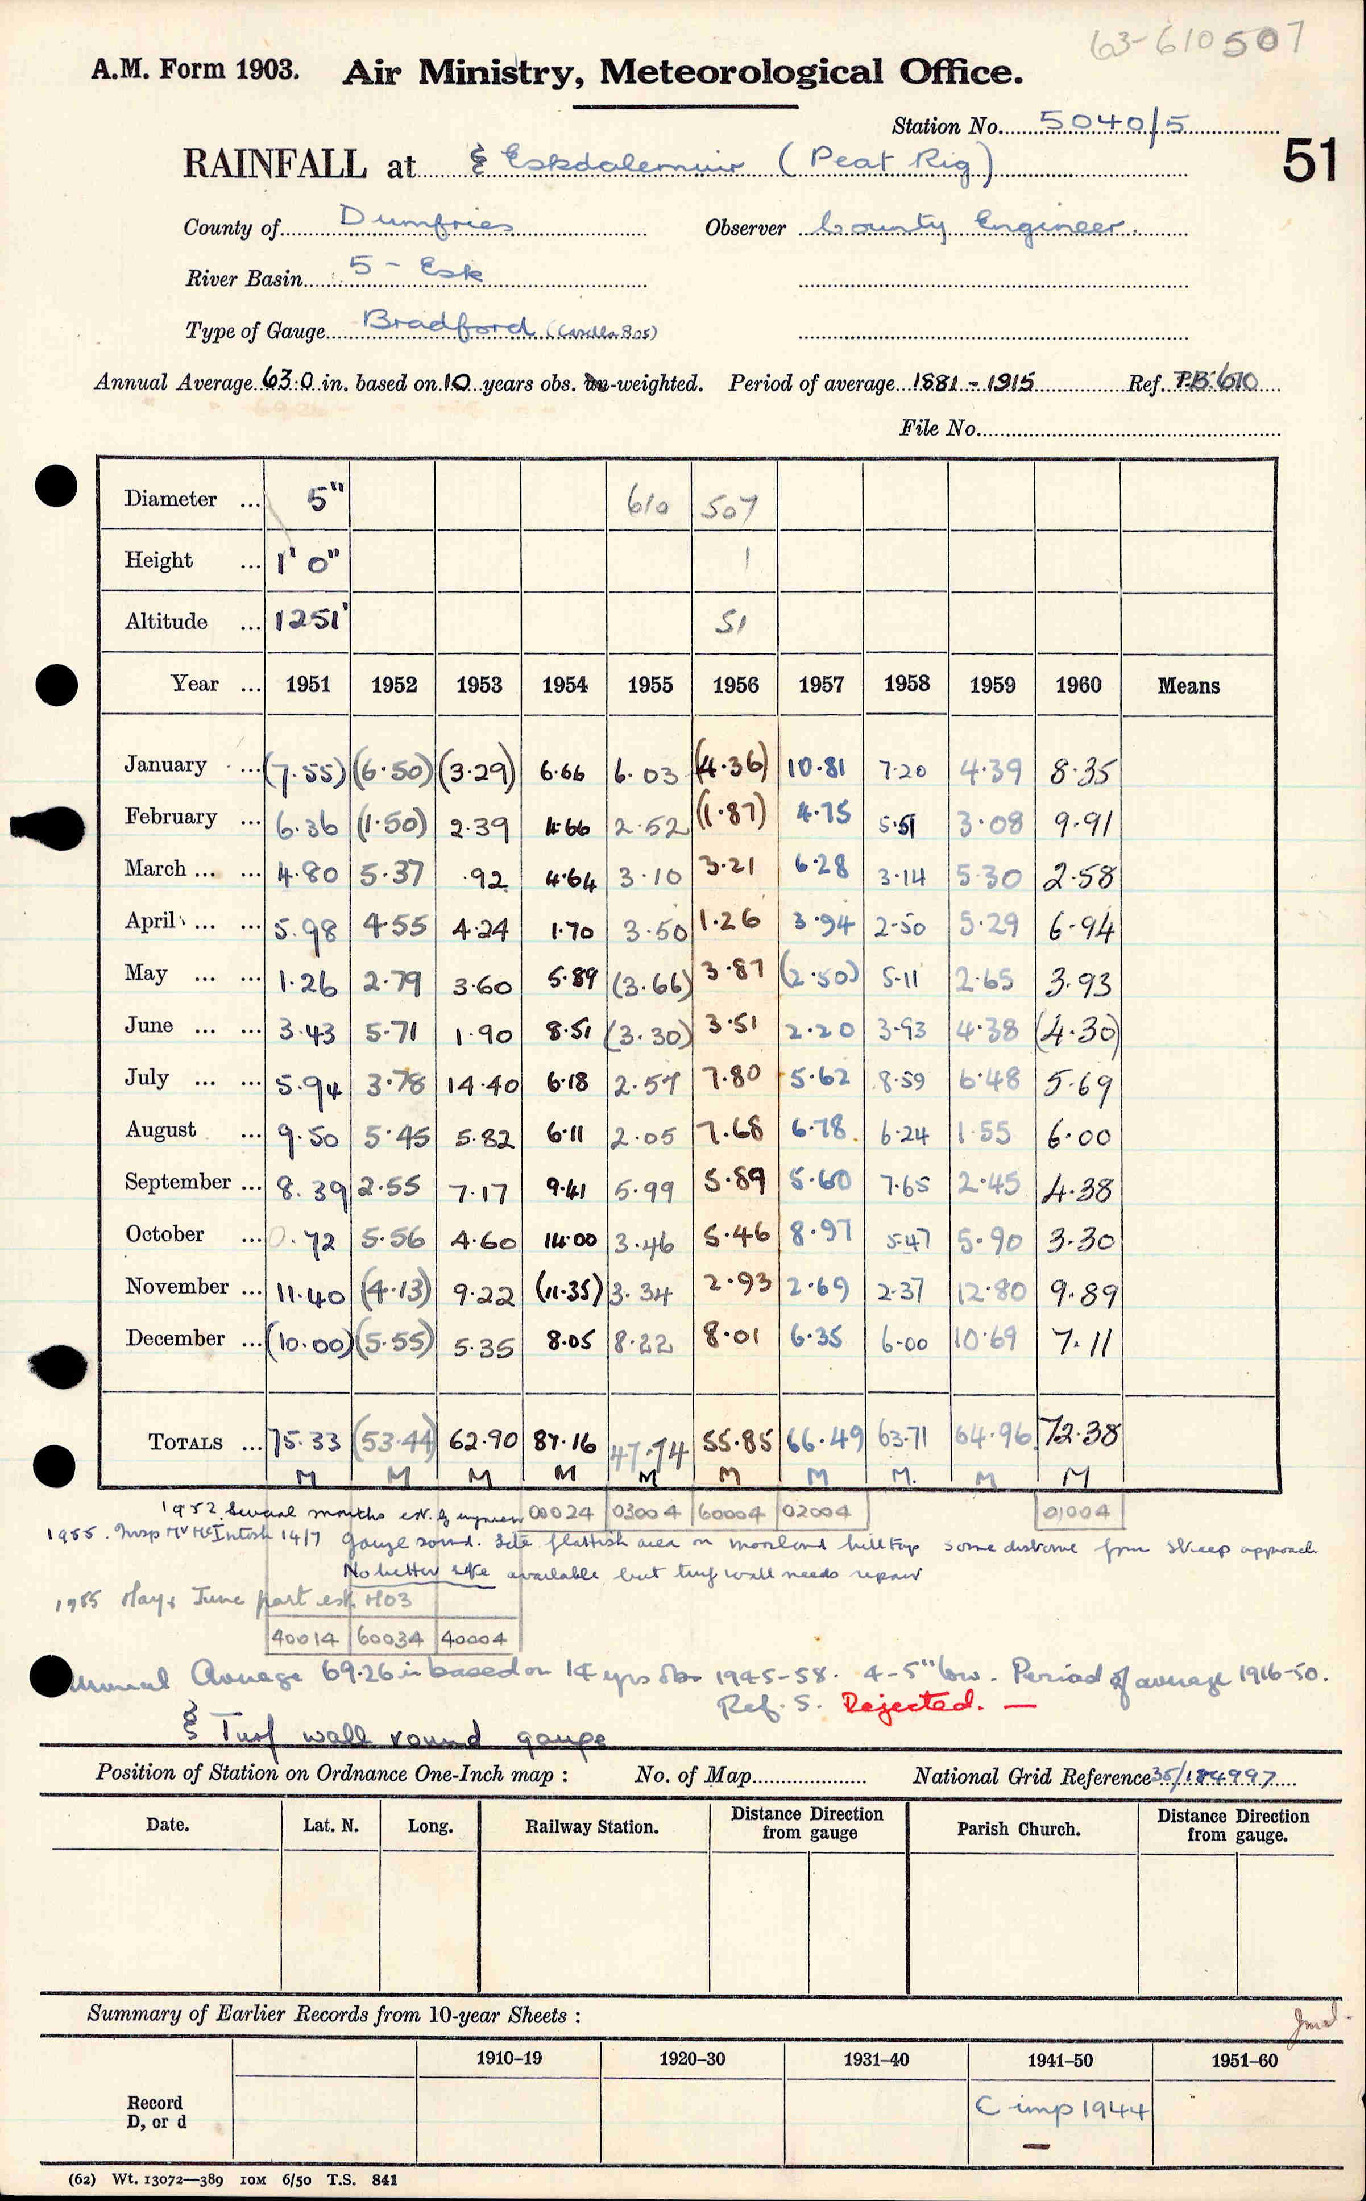 63-610 507
A.M. Form 1903. Air Ministry, Meteorological Office.
Station No. 5040/5
51
RAINFALL at Eskdalemuir (Peat Rig)
County of Dumfries Observer County Engineer.
River Basin 5 - Esk
Type of Gauge Bradford (Casella 805)
Annual Average 63.0 in. based on 10 years obs. un-weighted. Period of average 1881 - 1915 Ref. P.B. 610
File No.
Diameter ... 5" 610 507
Height ... 1' 0" 1
Altitude ... 1251' 51
Year ... 1951 1952 1953 1954 1955 1956 1957 1958 1959 1960 Means
January ... (7.55) (6.50) (3.29) 6.66 6.03 (4.36) 10.81 7.20 4.39 8.35
February ... 6.36 (1.50) 2.39 4.66 2.52 (1.87) 4.75 5.51 3.08 9.91
March ... ... 4.80 5.37 .92 4.64 3.10 3.21 6.28 3.14 5.30 2.58
April ... ... 5.98 4.55 4.24 1.70 3.50 1.26 3.94 2.50 5.29 6.94
May ... ... 1.26 2.79 3.60 5.89 (3.66) 3.87 (2.50) 5.11 2.65 3.93
June ... ... 3.43 5.71 1.90 8.51 (3.30) 3.51 2.20 3.93 4.38 (4.30)
July ... ... 5.94 3.78 14.40 6.18 2.57 7.80 5.62 8.59 6.48 5.69
August ... 9.50 5.45 5.82 6.11 2.05 7.68 6.78 6.24 1.55 6.00
September ... 8.39 2.55 7.17 9.41 5.99 5.89 5.60 7.65 2.45 4.38
October ... 0.72 5.56 4.60 14.00 3.46 5.46 8.97 5.47 5.90 3.30
November ... 11.40 (4.13) 9.22 (11.35) 3.34 2.93 2.69 2.37 12.80 9.89
December ... (10.00) (5.55) 5.35 8.05 8.22 8.01 6.35 6.00 10.69 7.11
TOTALS ... 75.33 (53.44) 62.90 87.16 47.74 55.85 66.49 63.71 64.96 72.38
M M M M M M M M. M M
1952 Several months est. by engineer 00024 03004 60004 02004 01004
1955. Insp Mr McIntosh 14/7 Gauge sound. Site flattish area on moorland hilltop some disturbance from sheep approach
No better site available but turf wall needs repair
1955 May & June part est. M03
40014 60034 40004
Annual Average 69.26 in based on 14 yrs obs 1945-58. 4-5" low. Period of average 1916-50.
Ref. S. Rejected. —
Turf wall round gauge
Position of Station on Ordnance One-Inch map : No. of Map National Grid Reference 35/184997
Date. Lat. N. Long. Railway Station. Distance Direction from gauge Parish Church. Distance Direction from gauge.
Summary of Earlier Records from 10-year Sheets :
1910–19 1920–30 1931–40 1941–50 1951–60
Record
D, or d
C imp 1944
—
(62) Wt. 13072—389 10M 6/50 T.S. 841